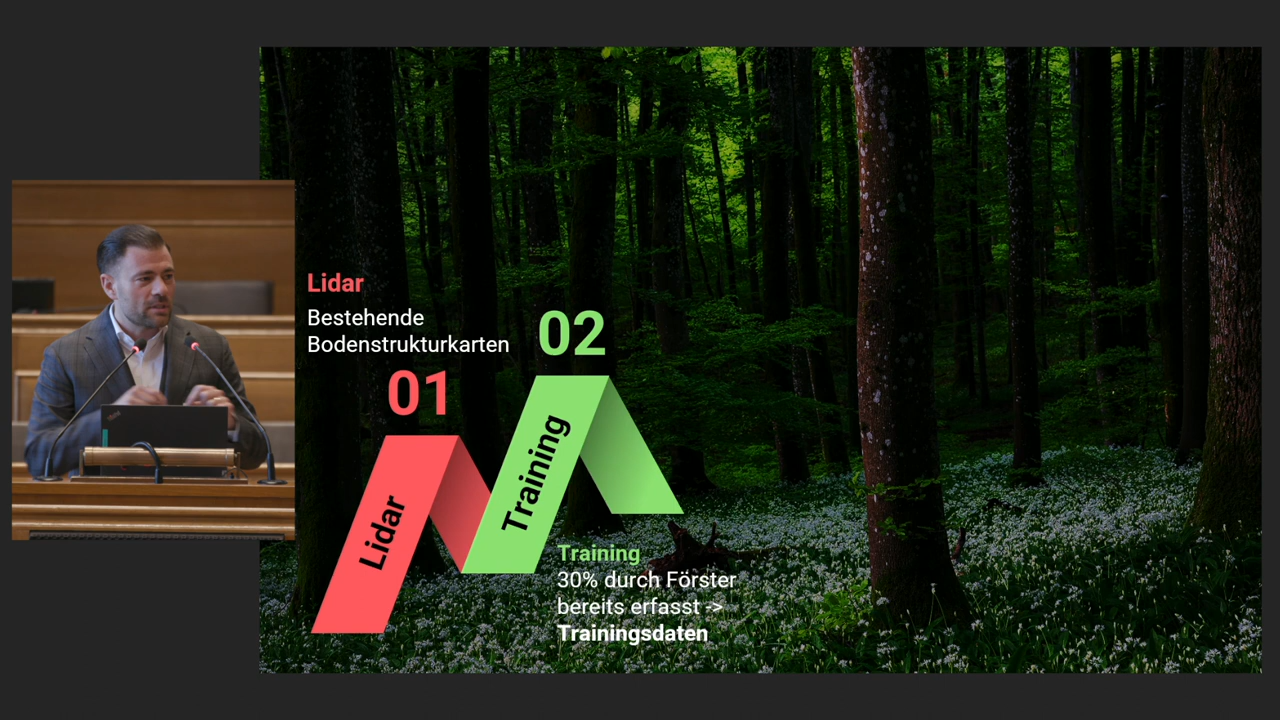 Lidar
Bestehende
Bodenstrukturkarten
01
02
Lidar
Training
Training
30% durch Förster
bereits erfasst ->
Trainingsdaten